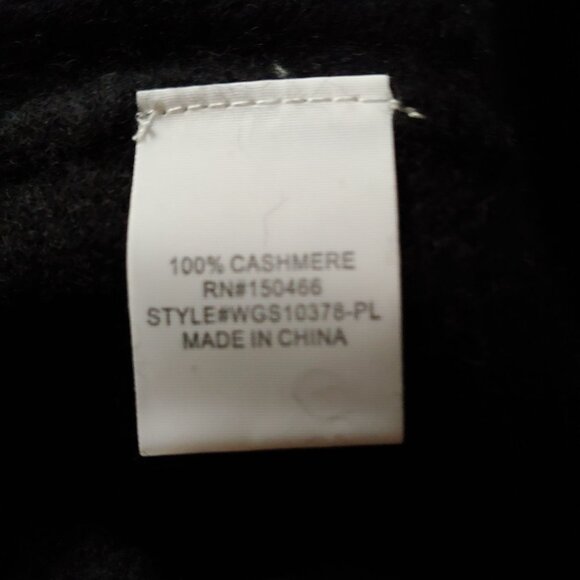 100% CASHMERE
RN#150466
STYLE#WGS10378-PL
MADE IN CHINA